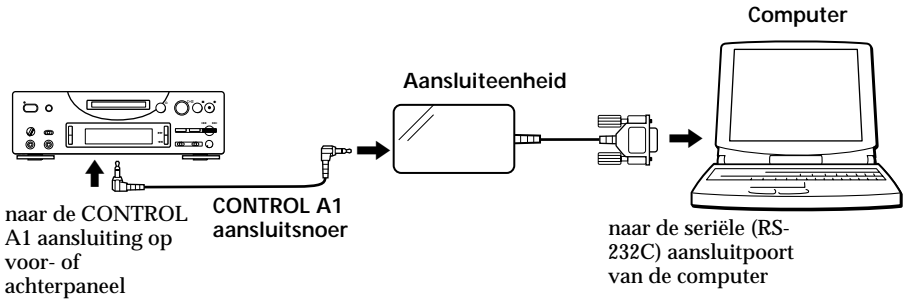 Computer
Aansluiteenheid
CONTROL A1
aansluitsnoer
naar de CONTROL
A1 aansluiting op
voor- of
achterpaneel
naar de seriële (RS-
232C) aansluitpoort
van de computer